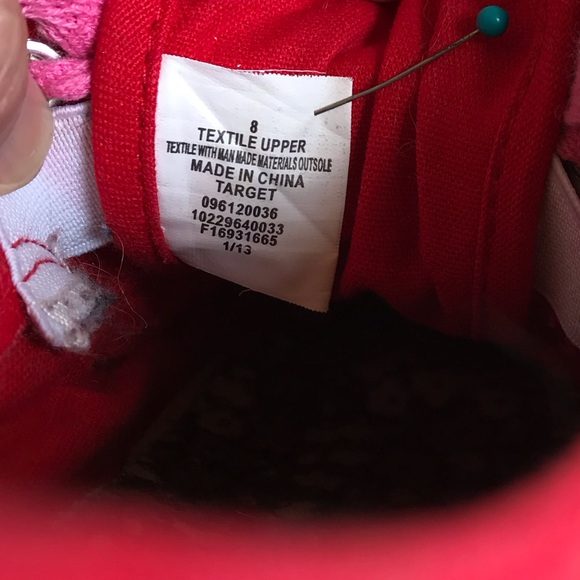 8
TEXTILE UPPER
TEXTILE WITH MAN MADE MATERIALS OUTSOLE
MADE IN CHINA
TARGET
096120036
10229640033
F16931665
1/13